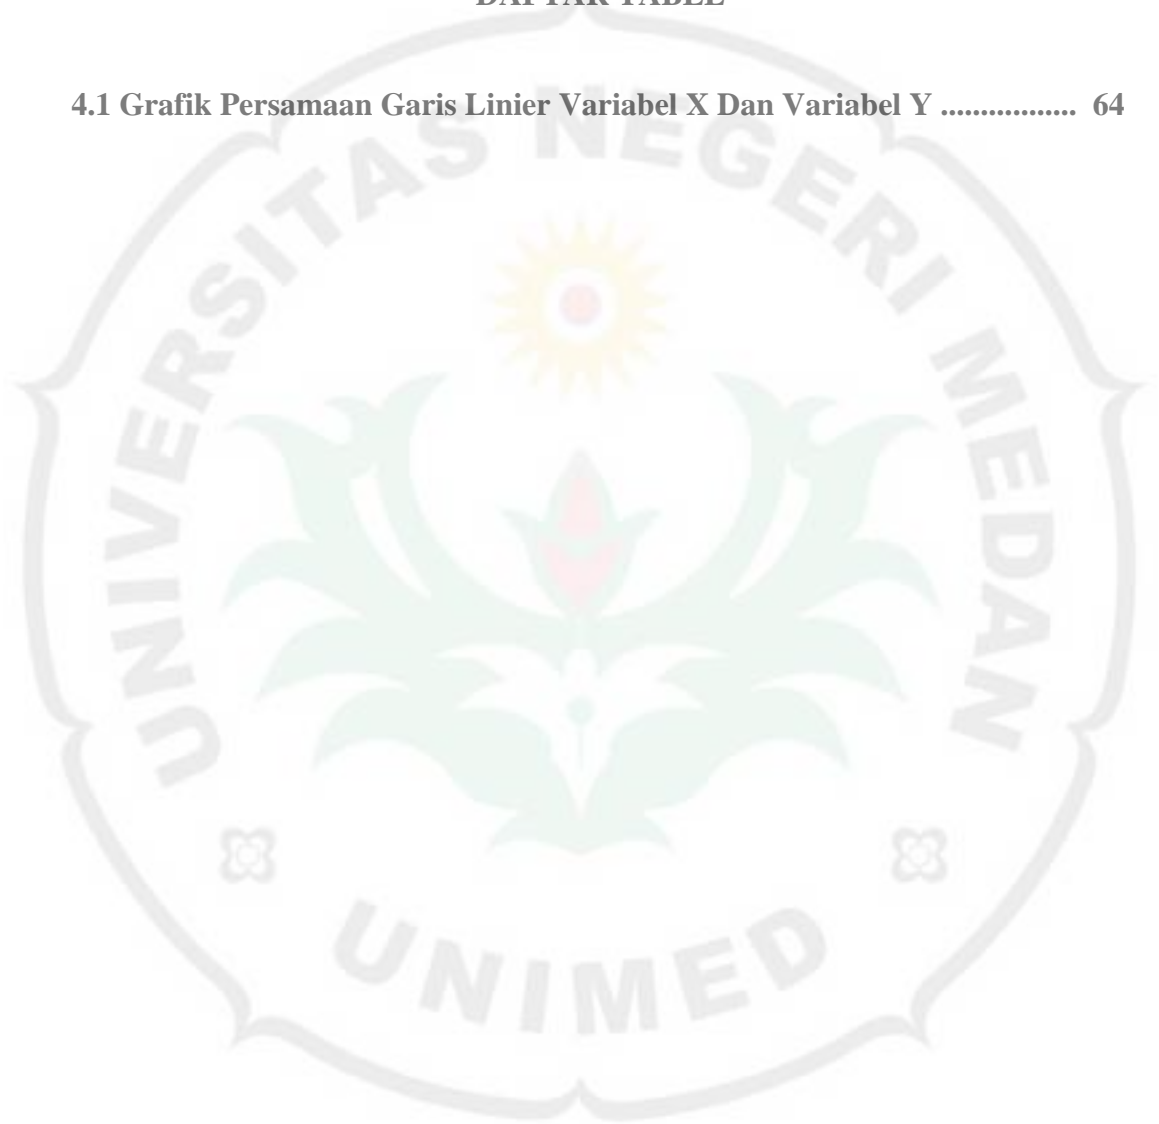 DAFTAR TABEL
4.1 Grafik Persamaan Garis Linier Variabel X Dan Variabel Y ................. 64
UNIVERSITAS NEGERI MEDAN
UNIMED